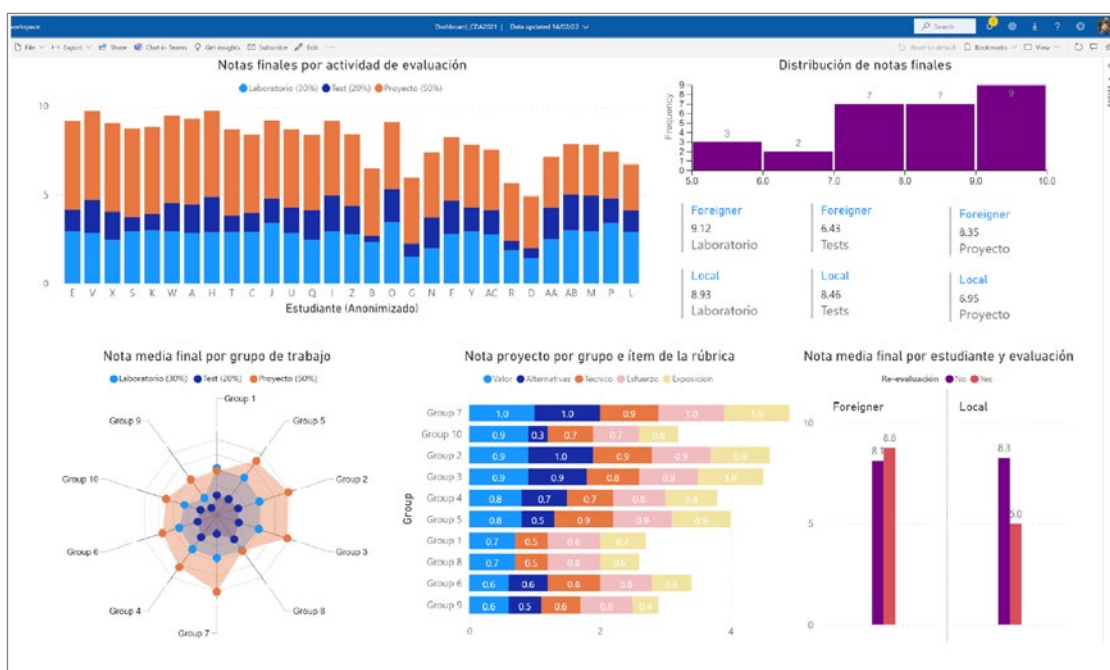 workspace
Dashboard_CDA2021 | Data updated 14/02/22
Search
File Export Share Chat in Teams Get insights Subscribe Edit ...
Reset to default Bookmarks View
Notas finales por actividad de evaluación
Laboratorio (30%) Test (20%) Proyecto (50%)
10
5
0
E V X S K W A H T C J U Q I Z B O G N F Y AC R D AA AB M P L
Estudiante (Anonimizado)
Distribución de notas finales
Frequency
9
8
7
6
5
4
3
2
1
0
3 2 7 7 9
5.0 6.0 7.0 8.0 9.0 10.0
Foreigner
9.12
Laboratorio
Foreigner
6.43
Tests
Foreigner
8.35
Proyecto
Local
8.93
Laboratorio
Local
8.46
Tests
Local
6.95
Proyecto
Nota media final por grupo de trabajo
Laboratorio (30%) Test (20%) Proyecto (50%)
Group 1
Group 5
Group 2
Group 3
Group 8
Group 7
Group 4
Group 6
Group 10
Group 9
Nota proyecto por grupo e ítem de la rúbrica
Valor Alternativas Tecnico Esfuerzo Exposicion
Group
Group 7 1.0 1.0 0.9 1.0 1.0
Group 10 0.9 0.3 0.7 0.7
Group 2 0.9 1.0 0.9 0.9 0.9
Group 3 0.9 0.9 0.8 0.9 1.0
Group 4 0.8 0.7 0.7 0.8 0.8
Group 5 0.8 0.5 0.9 0.9 0.9
Group 1 0.7 0.5 0.8 0.7
Group 8 0.7 0.5 0.8 0.6
Group 6 0.6 0.6 0.8 0.8 0.6
Group 9 0.6 0.5 0.6 0.8 0.4
0 2 4
Nota media final por estudiante y evaluación
Re-evaluación No Yes
Foreigner Local
10
5
0
8.1 8.8 8.3 5.0